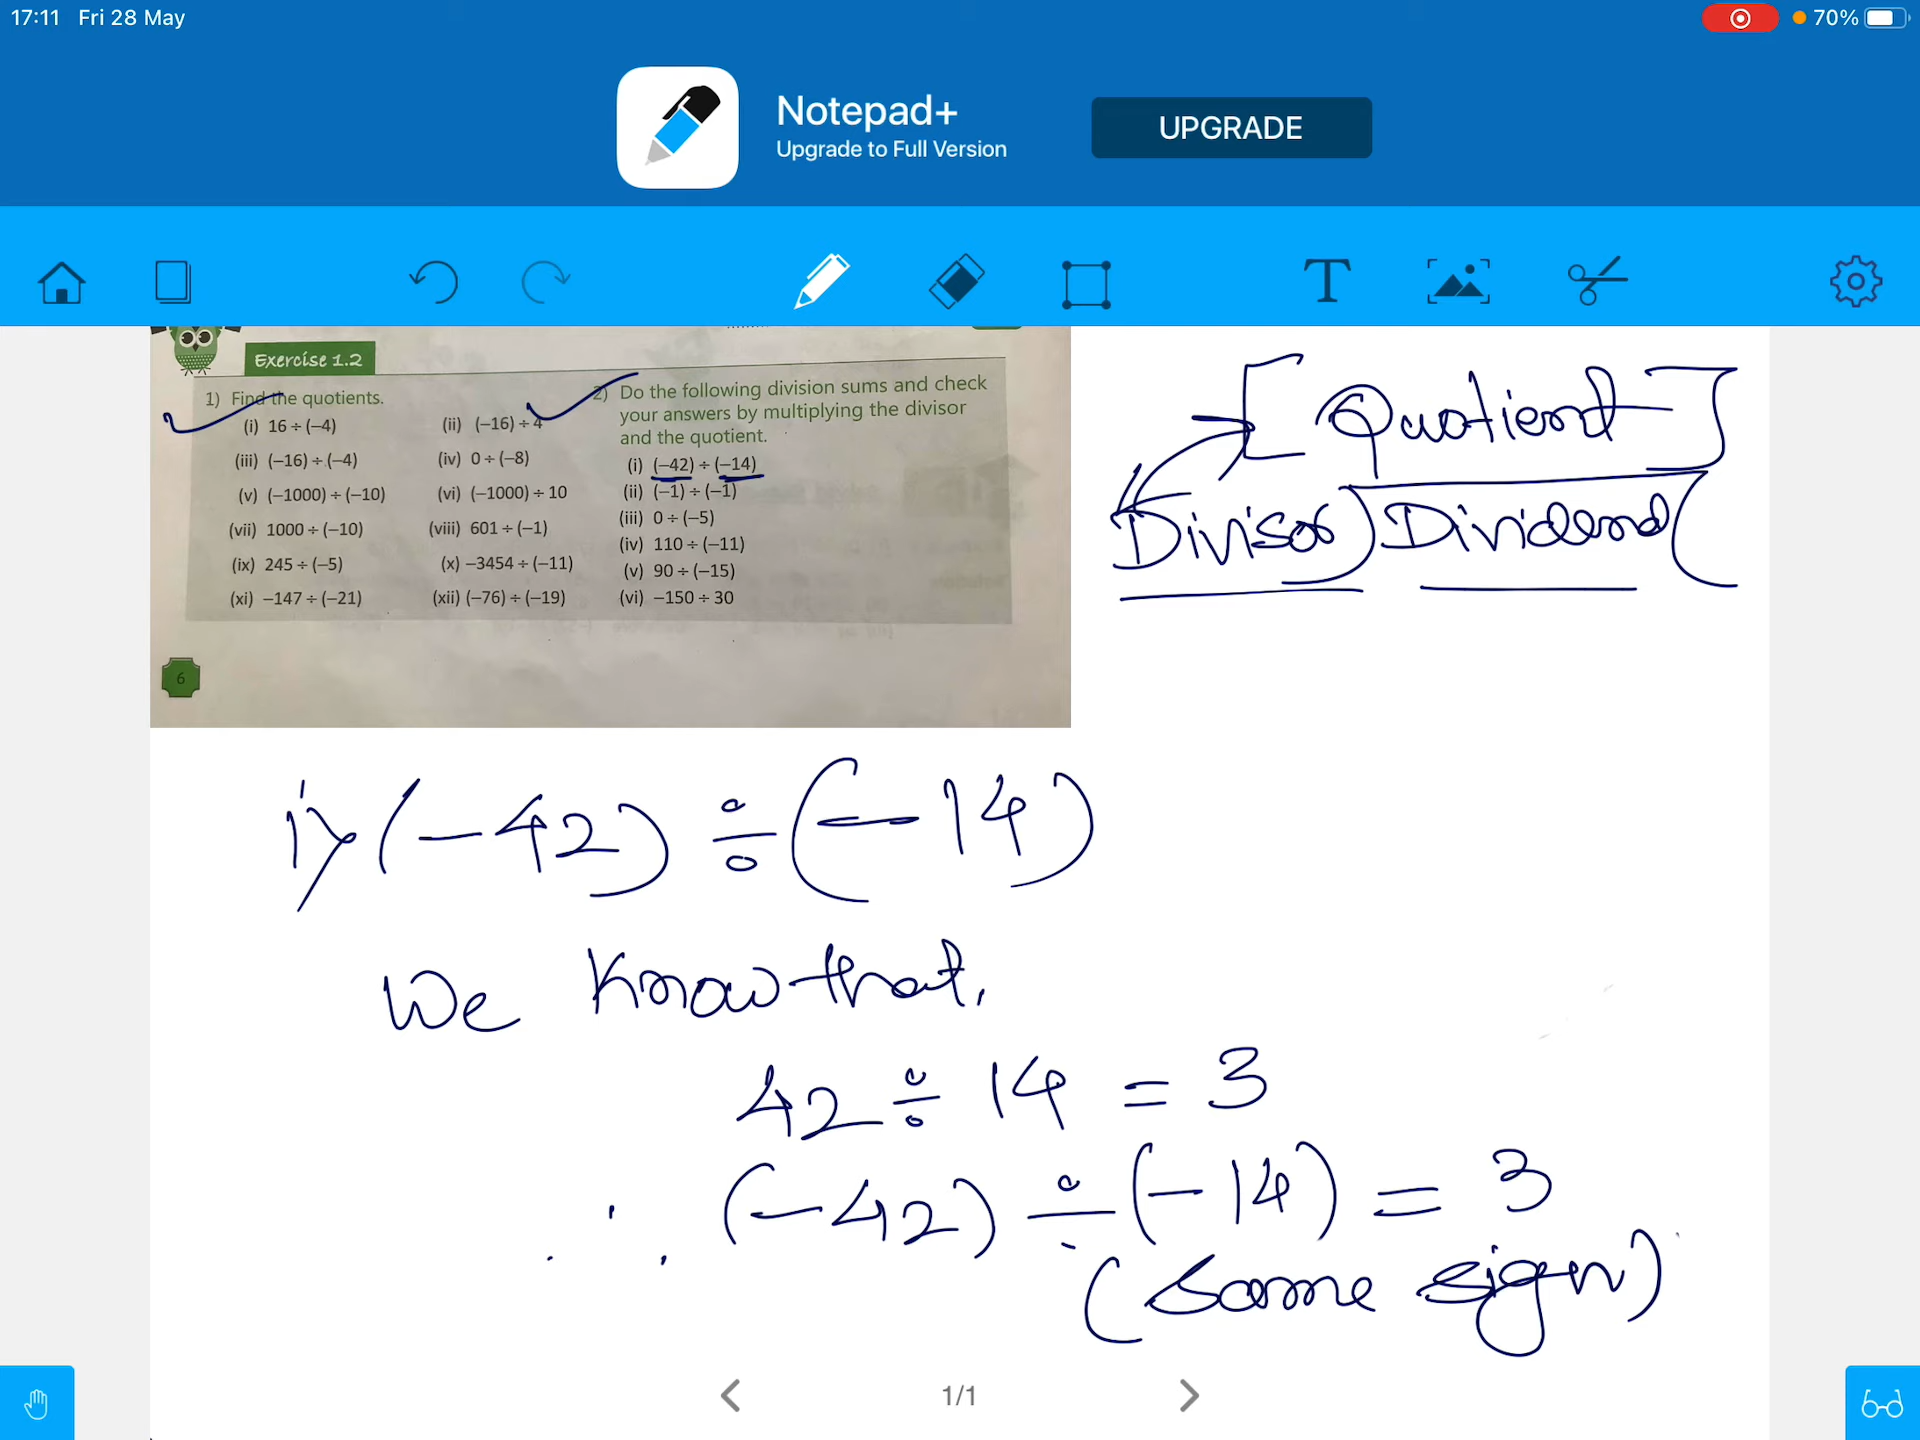 17:11 Fri 28 May
70%
Notepad+
Upgrade to Full Version
UPGRADE
T
Exercise 1.2
1) Find the quotients.
(i) 16 ÷ (−4)
(ii) (−16) ÷ 4
(iii) (−16) ÷ (−4)
(iv) 0 ÷ (−8)
(v) (−1000) ÷ (−10)
(vi) (−1000) ÷ 10
(vii) 1000 ÷ (−10)
(viii) 601 ÷ (−1)
(ix) 245 ÷ (−5)
(x) −3454 ÷ (−11)
(xi) −147 ÷ (−21)
(xii) (−76) ÷ (−19)
2) Do the following division sums and check
your answers by multiplying the divisor
and the quotient.
(i) (−42) ÷ (−14)
(ii) (−1) ÷ (−1)
(iii) 0 ÷ (−5)
(iv) 110 ÷ (−11)
(v) 90 ÷ (−15)
(vi) −150 ÷ 30
6
[Quotient]
Divisor) Dividend (
i) (−42) ÷ (−14)
We know that,
42 ÷ 14 = 3
∴ (−42) ÷ (−14) = 3
(same sign)
1/1